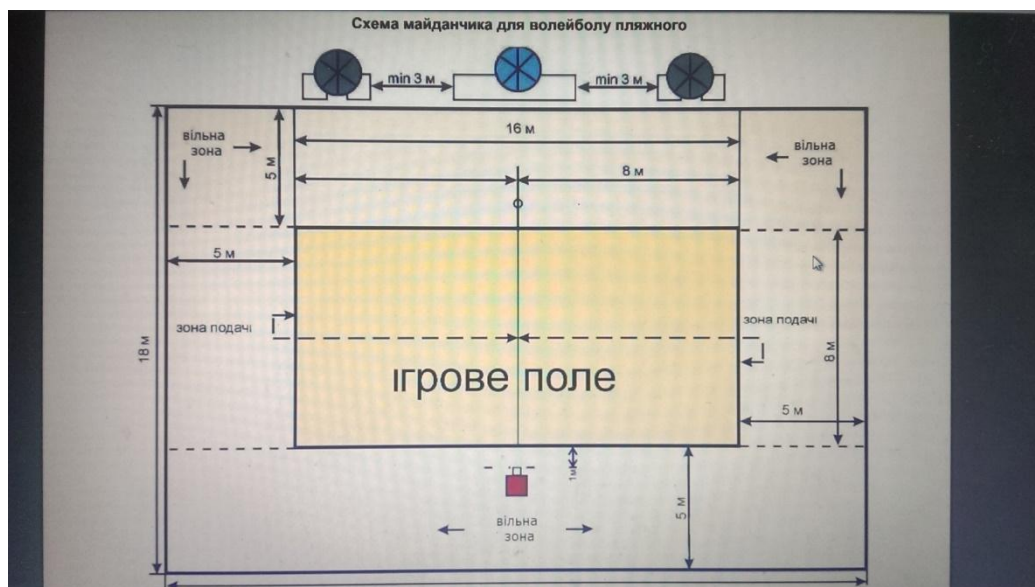 Схема майданчика для волейболу пляжного
min 3 м
min 3 м
16 м
вільна
зона
5 м
8 м
вільна
зона
5 м
зона подачі
зона подачі
18 м
8 м
ігрове поле
5 м
1м
5 м
вільна
зона